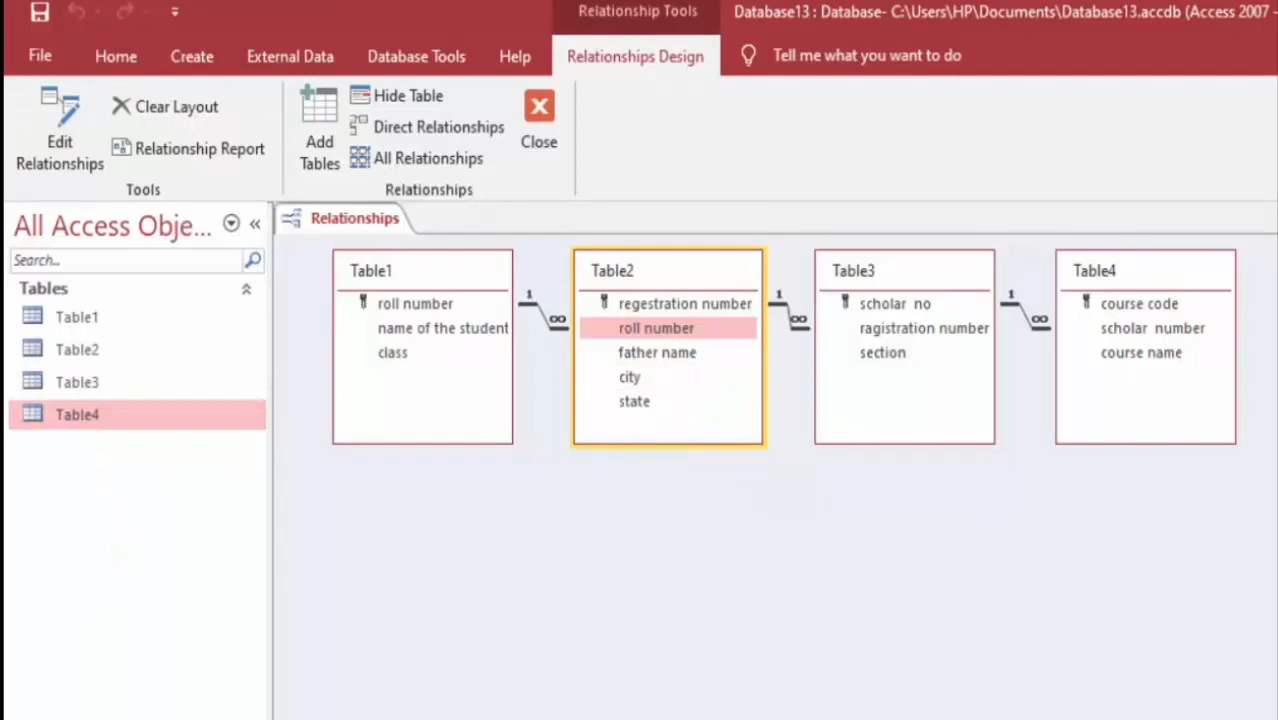 Relationship Tools
Database13 : Database- C:\Users\HP\Documents\Database13.accdb (Access 2007 -
File Home Create External Data Database Tools Help Relationships Design Tell me what you want to do
Edit Relationships
Clear Layout
Relationship Report
Tools
Add Tables
Hide Table
Direct Relationships
All Relationships
Relationships
Close
All Access Obje...
Search...
Tables
Table1
Table2
Table3
Table4
Relationships
Table1
roll number
name of the student
class
1 ∞
Table2
regestration number
roll number
father name
city
state
1 ∞
Table3
scholar no
ragistration number
section
1 ∞
Table4
course code
scholar number
course name